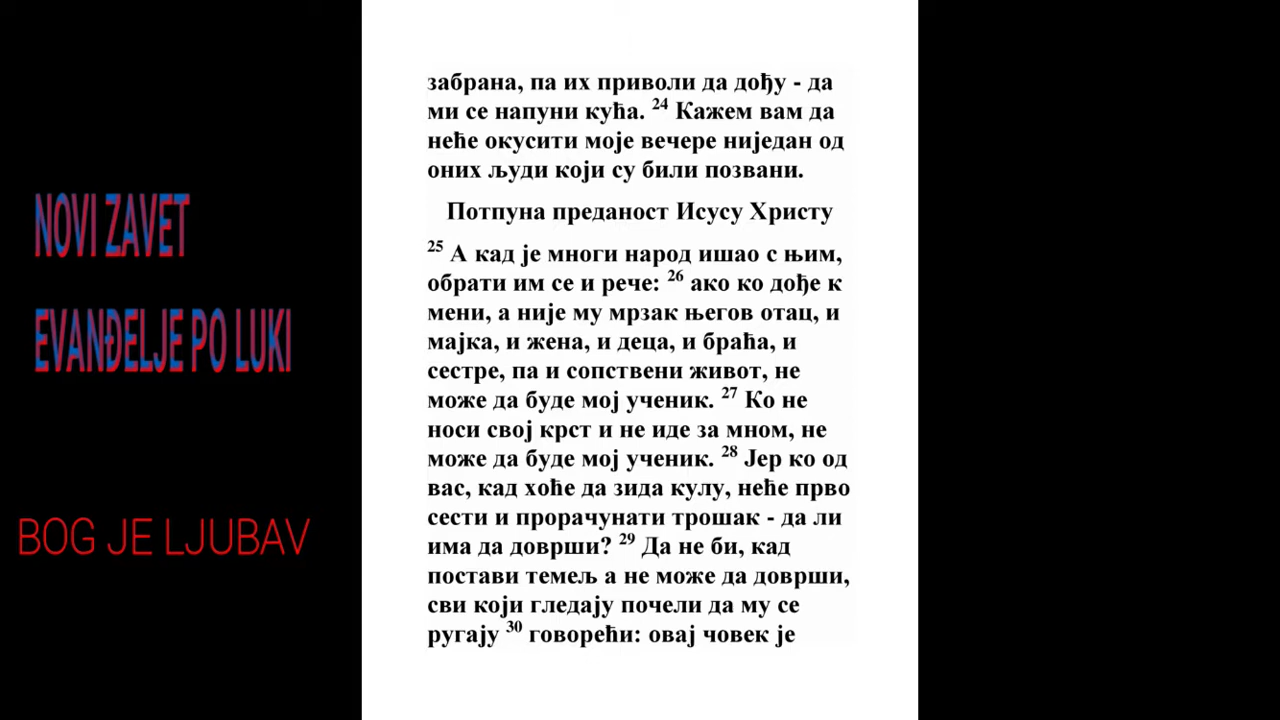 NOVI ZAVET
EVANĐELJE PO LUKI
BOG JE LJUBAV
забрана, па их приволи да дођу - да
ми се напуни кућа. 24 Кажем вам да
неће окусити моје вечере ниједан од
оних људи који су били позвани.
Потпуна преданост Исусу Христу
25 А кад је многи народ ишао с њим,
обрати им се и рече: 26 ако ко дође к
мени, а није му мрзак његов отац, и
мајка, и жена, и деца, и браћа, и
сестре, па и сопствени живот, не
може да буде мој ученик. 27 Ко не
носи свој крст и не иде за мном, не
може да буде мој ученик. 28 Јер ко од
вас, кад хоће да зида кулу, неће прво
сести и прорачунати трошак - да ли
има да доврши? 29 Да не би, кад
постави темељ а не може да доврши,
сви који гледају почели да му се
ругају 30 говорећи: овај човек је